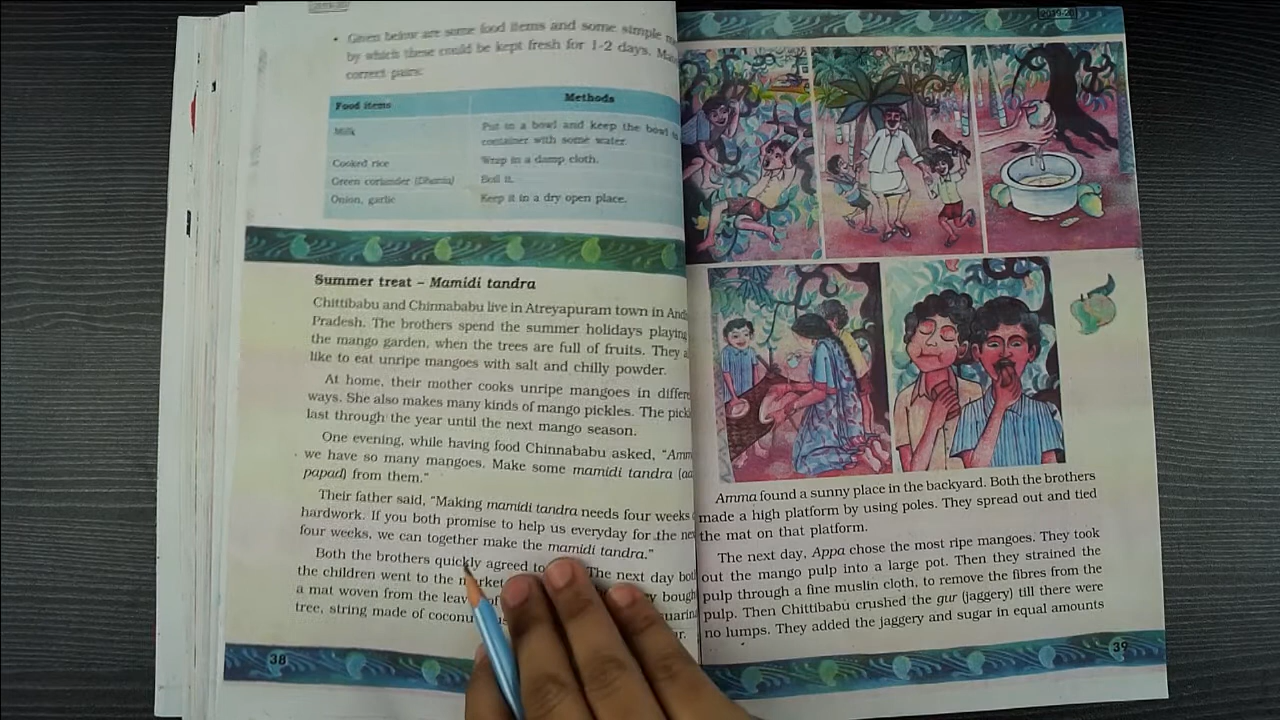 • Given below are some food items and some simple
by which these could be kept fresh for 1-2 days.
correct pairs.
Food items Methods
Milk Put in a bowl and keep the bowl
container with some water.
Cooked rice Wrap in a damp cloth.
Green coriander (Dhania) Boil it.
Onion, garlic Keep it in a dry open place.
Summer treat – Mamidi tandra
Chittibabu and Chinnababu live in Atreyapuram town in
Pradesh. The brothers spend the summer holidays playing
the mango garden, when the trees are full of fruits. They
like to eat unripe mangoes with salt and chilly powder.
At home, their mother cooks unripe mangoes in
ways. She also makes many kinds of mango pickles. The
last through the year until the next mango season.
One evening, while having food Chinnababu asked,
we have so many mangoes. Make some mamidi tandra
papad) from them."
Their father said, "Making mamidi tandra needs four weeks
hardwork. If you both promise to help us everyday for the
four weeks, we can together make the mamidi tandra."
Both the brothers quickly agreed to The next day
the children went to the market
a mat woven from the
tree, string made of
38
2019-20
Amma found a sunny place in the backyard. Both the brothers
made a high platform by using poles. They spread out and tied
the mat on that platform.
The next day, Appa chose the most ripe mangoes. They took
out the mango pulp into a large pot. Then they strained the
pulp through a fine muslin cloth, to remove the fibres from the
pulp. Then Chittibabu crushed the gur (jaggery) till there were
no lumps. They added the jaggery and sugar in equal amounts
39